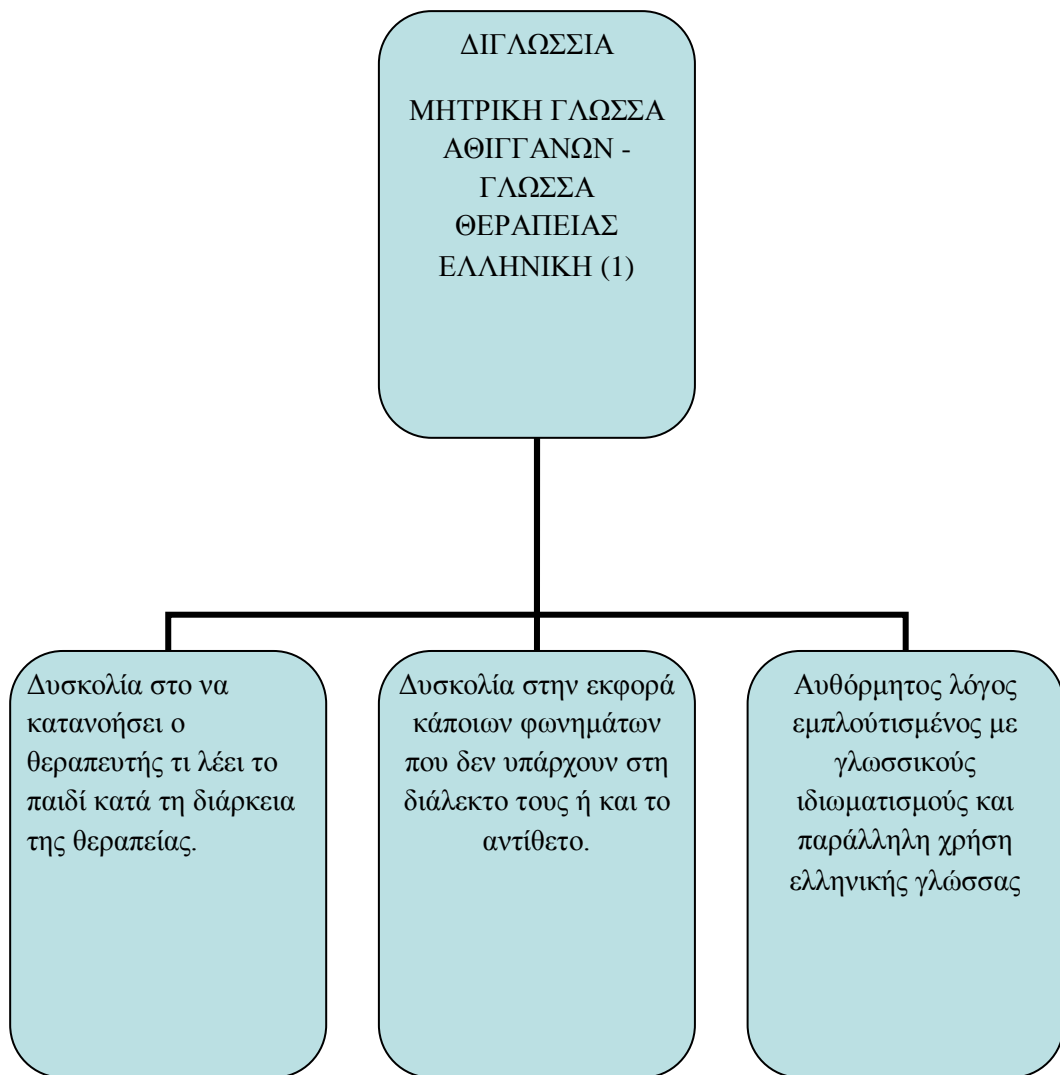 ΔΙΓΛΩΣΣΙΑ
ΜΗΤΡΙΚΗ ΓΛΩΣΣΑ
ΑΘΙΓΓΑΝΩΝ -
ΓΛΩΣΣΑ
ΘΕΡΑΠΕΙΑΣ
ΕΛΛΗΝΙΚΗ (1)
Δυσκολία στο να
κατανοήσει ο
θεραπευτής τι λέει το
παιδί κατά τη διάρκεια
της θεραπείας.
Δυσκολία στην εκφορά
κάποιων φωνημάτων
που δεν υπάρχουν στη
διάλεκτο τους ή και το
αντίθετο.
Αυθόρμητος λόγος
εμπλούτισμένος με
γλωσσικούς
ιδιωματισμούς και
παράλληλη χρήση
ελληνικής γλώσσας